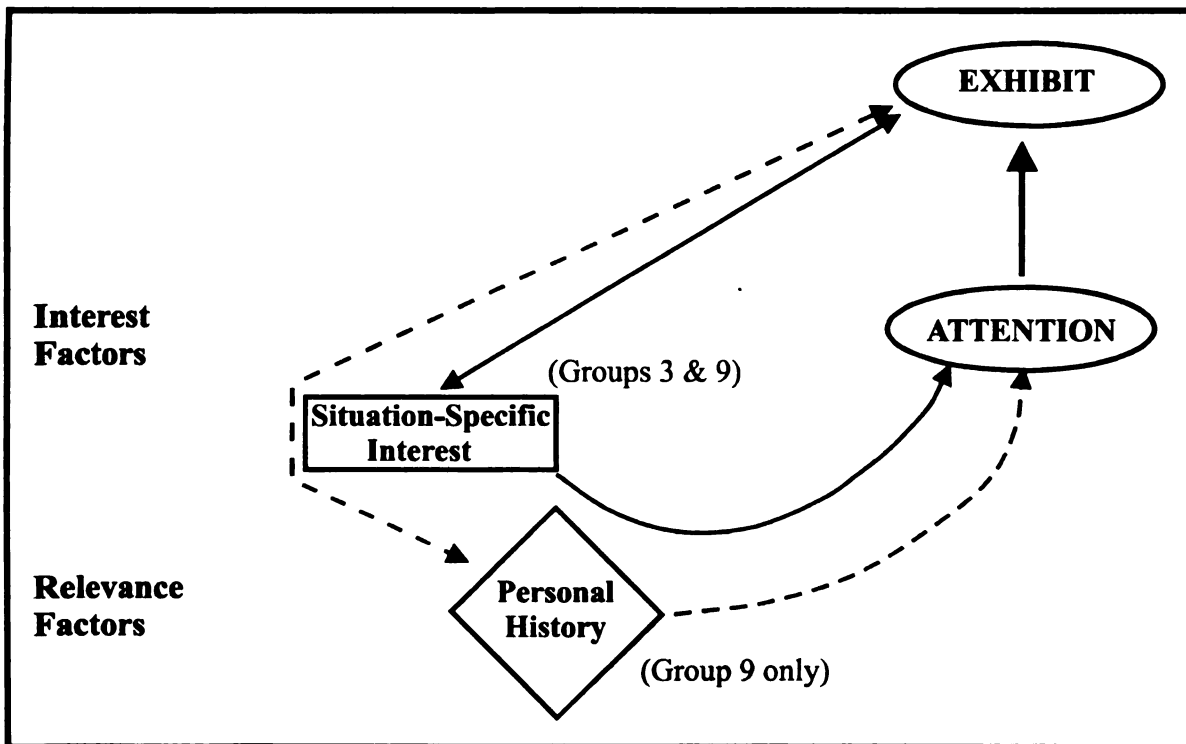 EXHIBIT
Interest
Factors
ATTENTION
(Groups 3 & 9)
Situation-Specific
Interest
Relevance
Factors
Personal
History
(Group 9 only)